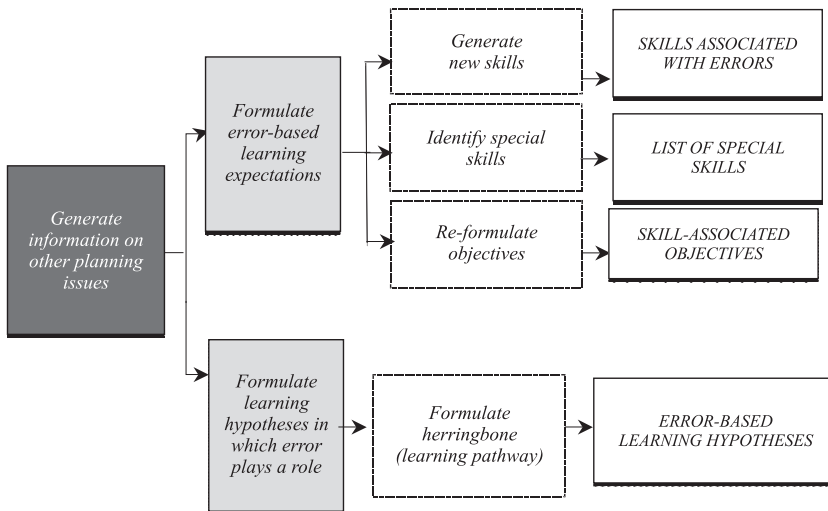 Generate
information on
other planning
issues
Formulate
error-based
learning
expectations
Generate
new skills
SKILLS ASSOCIATED
WITH ERRORS
Identify special
skills
LIST OF SPECIAL
SKILLS
Re-formulate
objectives
SKILL-ASSOCIATED
OBJECTIVES
Formulate
learning
hypotheses in
which error
plays a role
Formulate
herringbone
(learning pathway)
ERROR-BASED
LEARNING HYPOTHESES